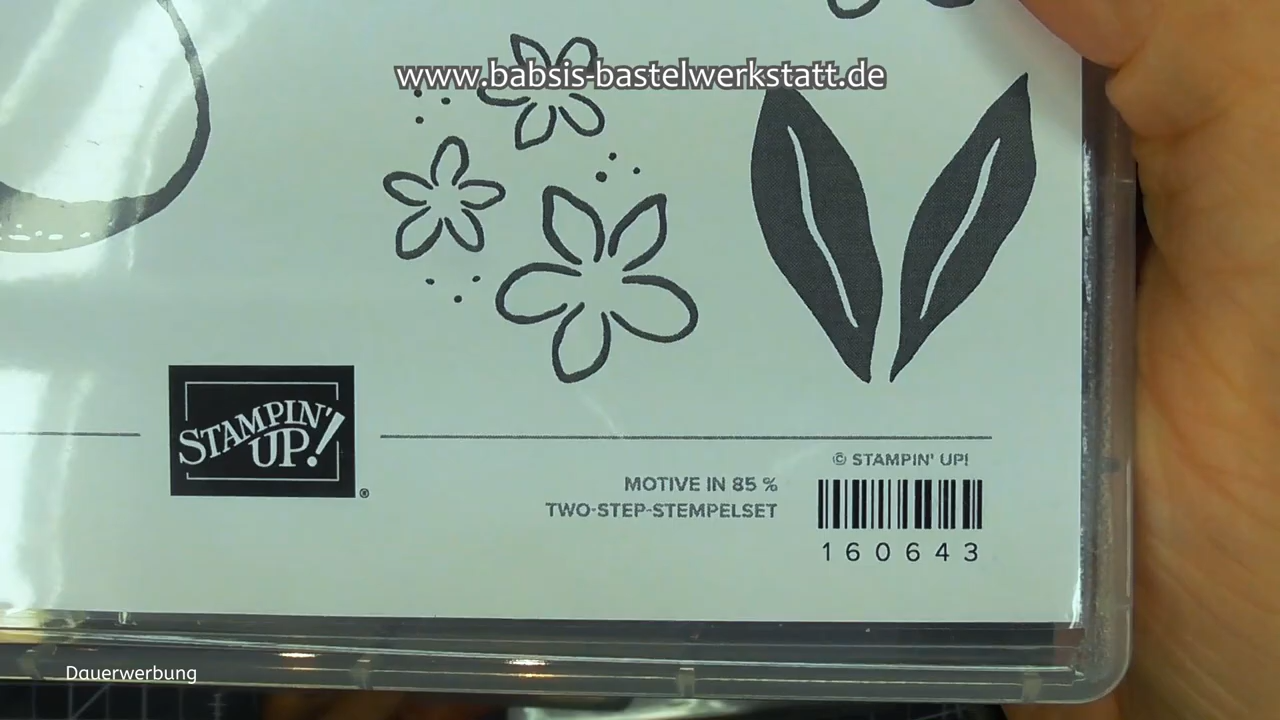 www.babsis-bastelwerkstatt.de
STAMPIN'
UP!
®
© STAMPIN' UP!
MOTIVE IN 85 %
TWO-STEP-STEMPELSET
160643
Dauerwerbung